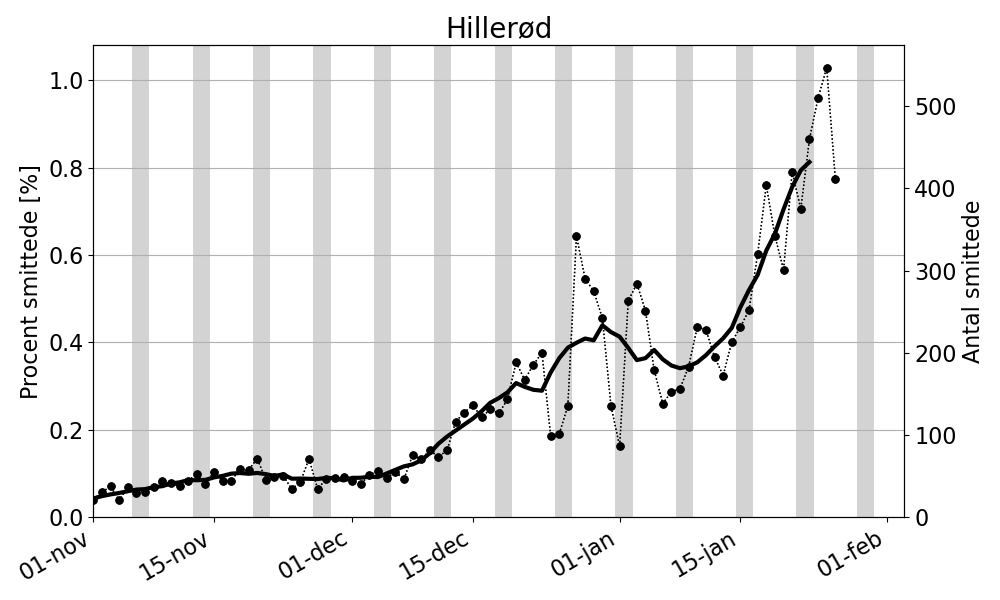 Hillerød
Procent smittede [%]
1.0
0.8
0.6
0.4
0.2
0.0
500
400
300
200
100
0
Antal smittede
01-nov
15-nov
01-dec
15-dec
01-jan
15-jan
01-feb